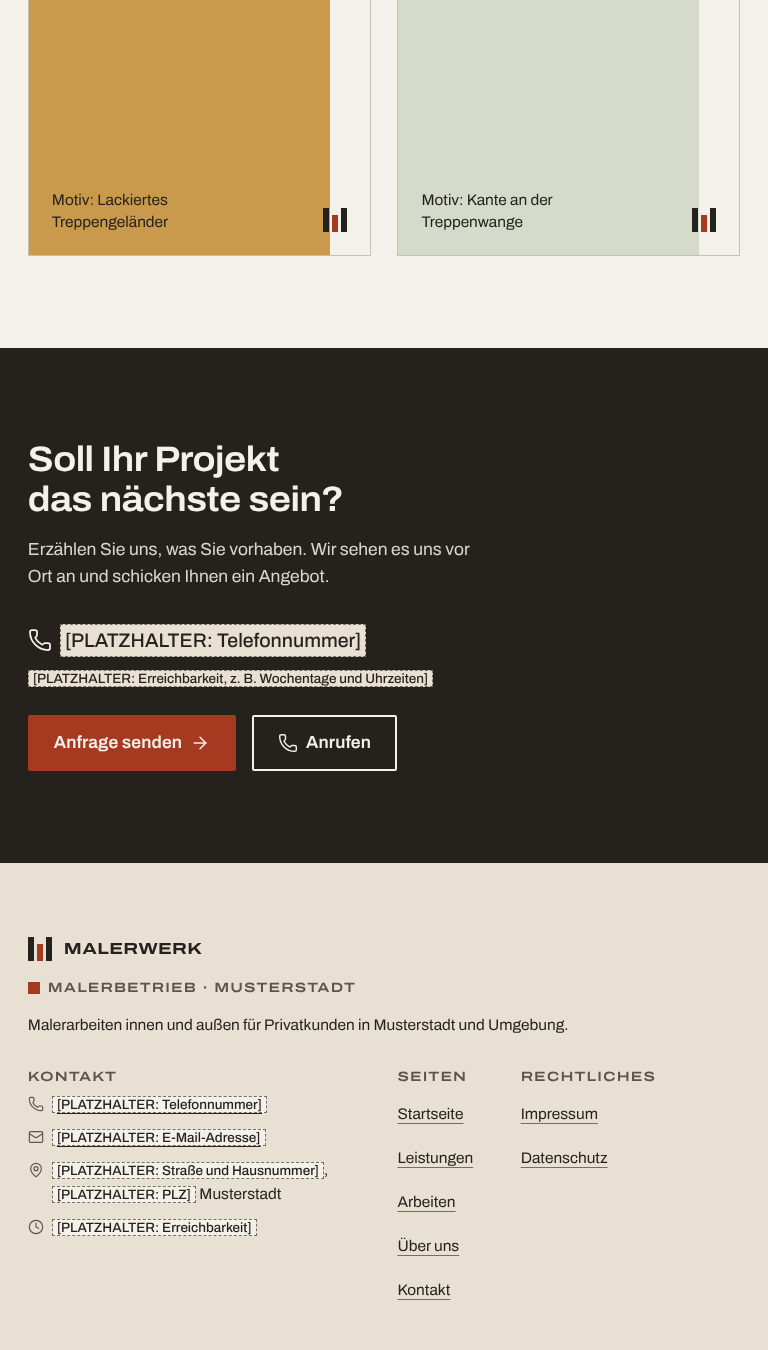 Motiv: Lackiertes
Treppengeländer
Motiv: Kante an der
Treppenwange
Soll Ihr Projekt
das nächste sein?
Erzählen Sie uns, was Sie vorhaben. Wir sehen es uns vor
Ort an und schicken Ihnen ein Angebot.
[PLATZHALTER: Telefonnummer]
[PLATZHALTER: Erreichbarkeit, z. B. Wochentage und Uhrzeiten]
Anfrage senden
Anrufen
MALERWERK
MALERBETRIEB · MUSTERSTADT
Malerarbeiten innen und außen für Privatkunden in Musterstadt und Umgebung.
KONTAKT
[PLATZHALTER: Telefonnummer]
[PLATZHALTER: E-Mail-Adresse]
[PLATZHALTER: Straße und Hausnummer],
[PLATZHALTER: PLZ] Musterstadt
[PLATZHALTER: Erreichbarkeit]
SEITEN
Startseite
Leistungen
Arbeiten
Über uns
Kontakt
RECHTLICHES
Impressum
Datenschutz